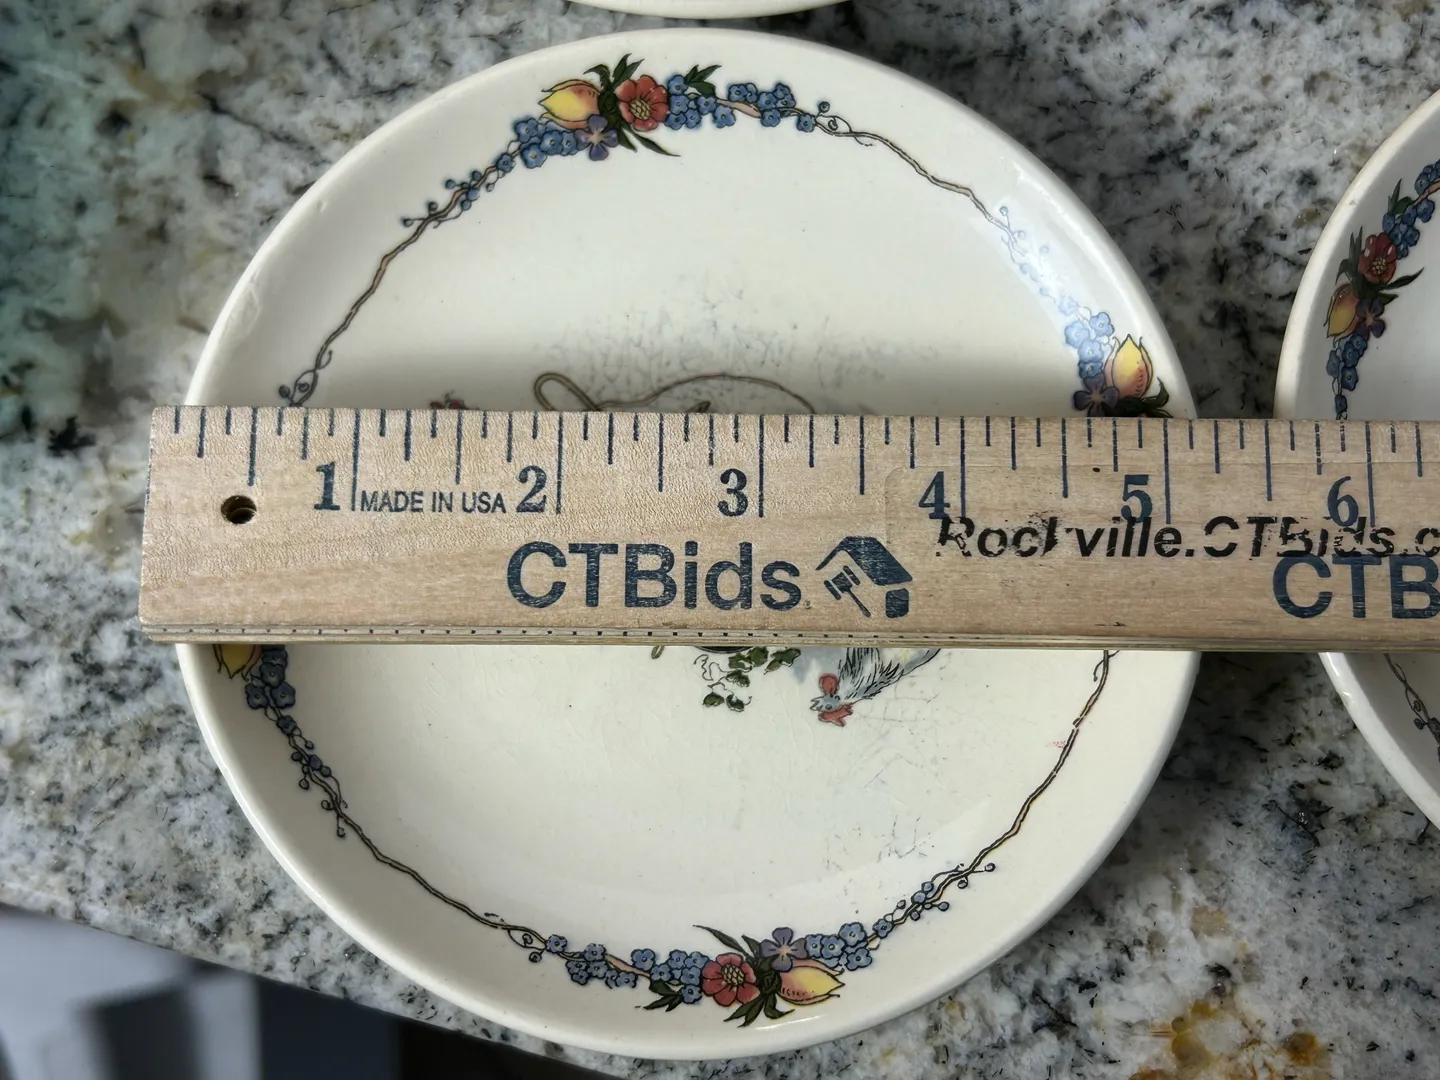 1 2 3 4 5 6
MADE IN USA
Rockville.CTBids.c
CTBids
CTB